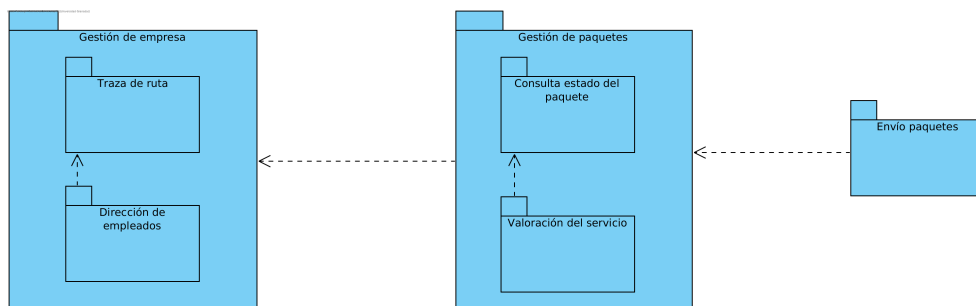 Gestión de empresa
Traza de ruta
Dirección de
empleados
Gestión de paquetes
Consulta estado del
paquete
Valoración del servicio
Envío paquetes